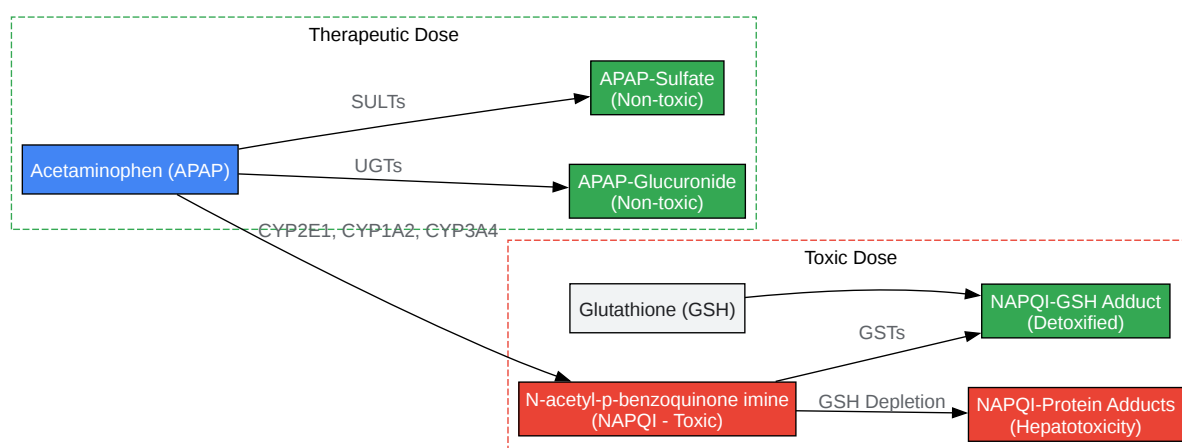 Therapeutic Dose
APAP-Sulfate
(Non-toxic)
SULTs
Acetaminophen (APAP)
UGTs
APAP-Glucuronide
(Non-toxic)
CYP2E1, CYP1A2, CYP3A4
Toxic Dose
Glutathione (GSH)
NAPQI-GSH Adduct
(Detoxified)
GSTs
N-acetyl-p-benzoquinone imine
(NAPQI - Toxic)
GSH Depletion
NAPQI-Protein Adducts
(Hepatotoxicity)